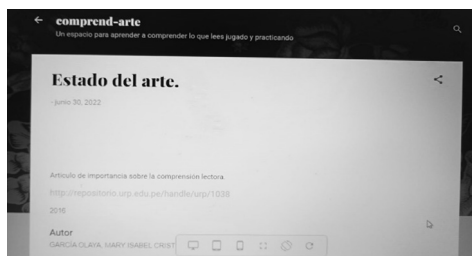 comprend-arte
Un espacio para aprender a comprender lo que lees jugado y practicando
Estado del arte.
- junio 30, 2022
Artículo de importancia sobre la comprensión lectora
http://repositorio.urp.edu.pe/handle/urp/1038
2016
Autor
GARCÍA OLAYA, MARY ISABEL CRIST